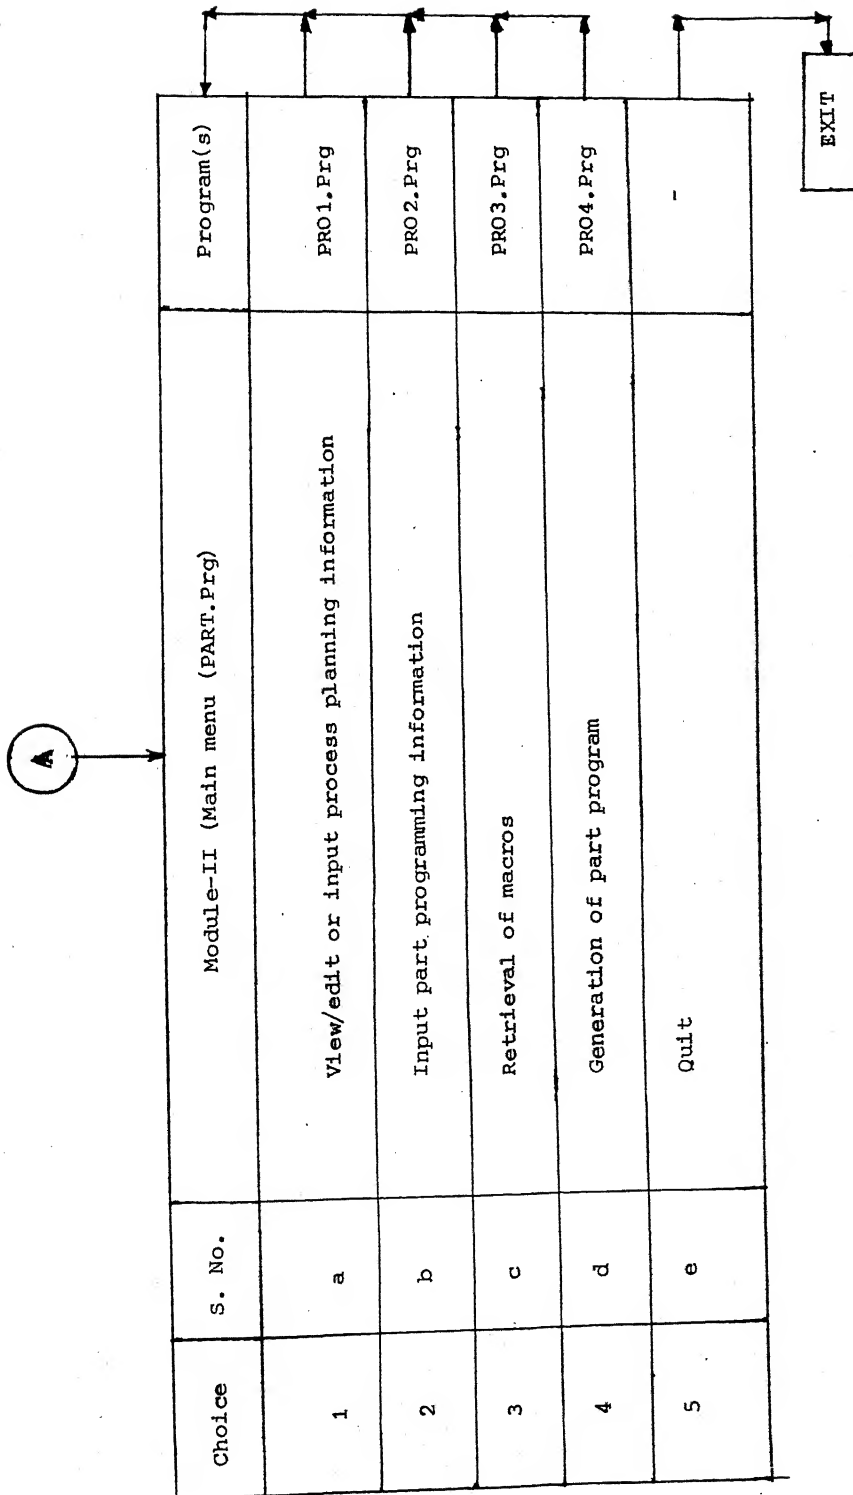 A
Choice S. No. Module-II (Main menu (PART.Prg) Program(s)
1 a View/edit or input process planning information PRO1.Prg
2 b Input part programming information PRO2.Prg
3 c Retrieval of macros PRO3.Prg
4 d Generation of part program PRO4.Prg
5 e Quit -
EXIT